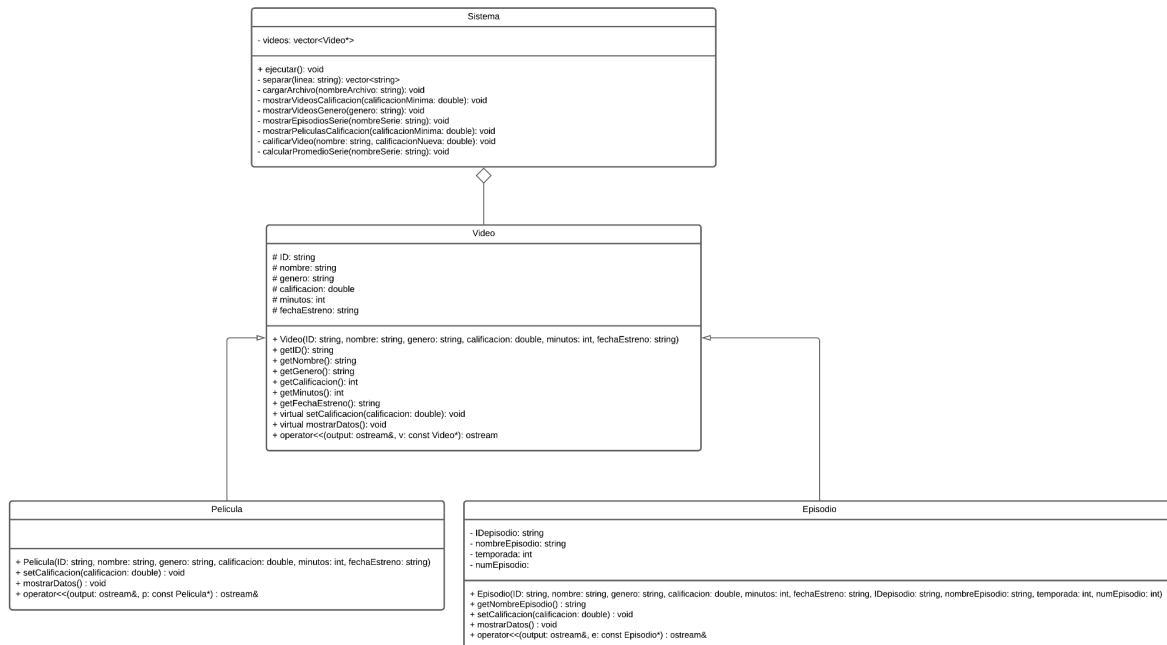 Sistema
- videos: vector<Video*>
+ ejecutar(): void
- separar(linea: string): vector<string>
- cargarArchivo(nombreArchivo: string): void
- mostrarVideosCalificacion(calificacionMinima: double): void
- mostrarVideosGenero(genero: string): void
- mostrarEpisodiosSerie(nombreSerie: string): void
- mostrarPeliculasCalificacion(calificacionMinima: double): void
- calificarVideo(nombre: string, calificacionNueva: double): void
- calcularPromedioSerie(nombreSerie: string): void
Video
# ID: string
# nombre: string
# genero: string
# calificacion: double
# minutos: int
# fechaEstreno: string
+ Video(ID: string, nombre: string, genero: string, calificacion: double, minutos: int, fechaEstreno: string)
+ getID(): string
+ getNombre(): string
+ getGenero(): string
+ getCalificacion(): int
+ getMinutos(): int
+ getFechaEstreno(): string
+ virtual setCalificacion(calificacion: double): void
+ virtual mostrarDatos(): void
+ operator<<(output: ostream&, v: const Video*): ostream
Pelicula
+ Pelicula(ID: string, nombre: string, genero: string, calificacion: double, minutos: int, fechaEstreno: string)
+ setCalificacion(calificacion: double) : void
+ mostrarDatos() : void
+ operator<<(output: ostream&, p: const Pelicula*) : ostream&
Episodio
- IDepisodio: string
- nombreEpisodio: string
- temporada: int
- numEpisodio:
+ Episodio(ID: string, nombre: string, genero: string, calificacion: double, minutos: int, fechaEstreno: string, IDepisodio: string, nombreEpisodio: string, temporada: int, numEpisodio: int)
+ getNombreEpisodio() : string
+ setCalificacion(calificacion: double) : void
+ mostrarDatos() : void
+ operator<<(output: ostream&, e: const Episodio*) : ostream&